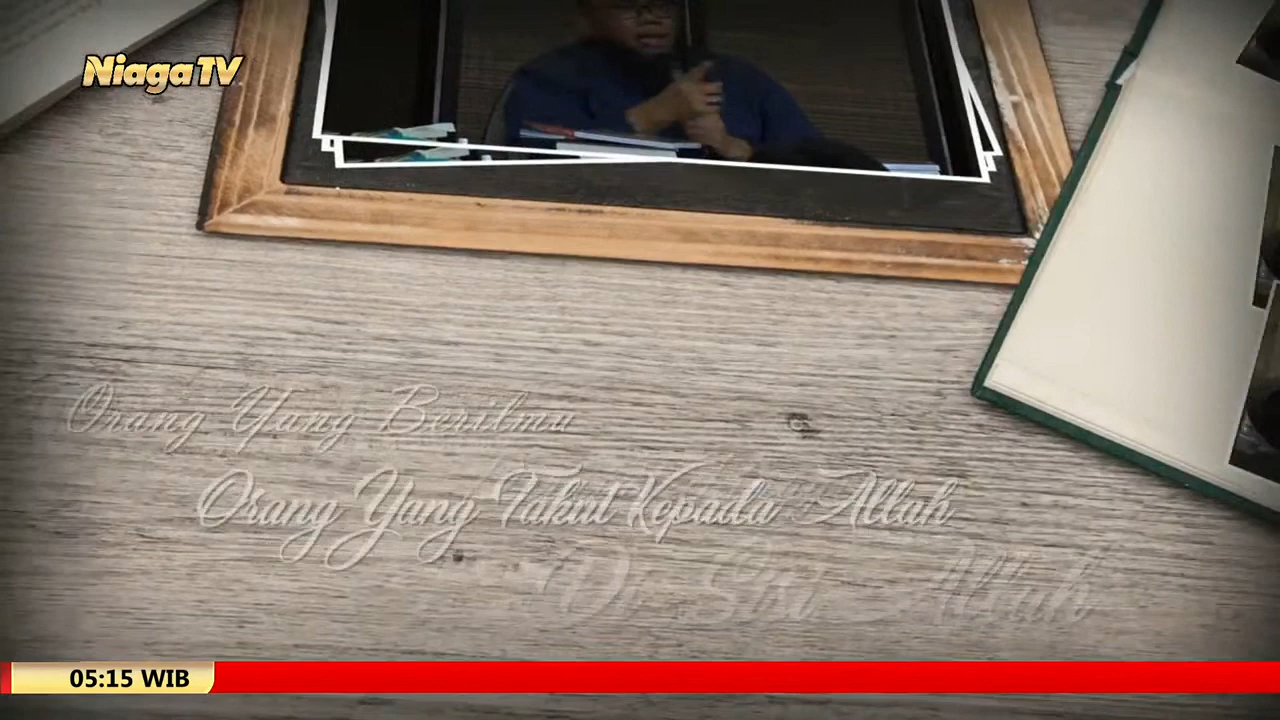 NiagaTV
Orang Yang Berilmu
Orang Yang Takut Kepada Allah
Di Sisi Allah
05:15 WIB